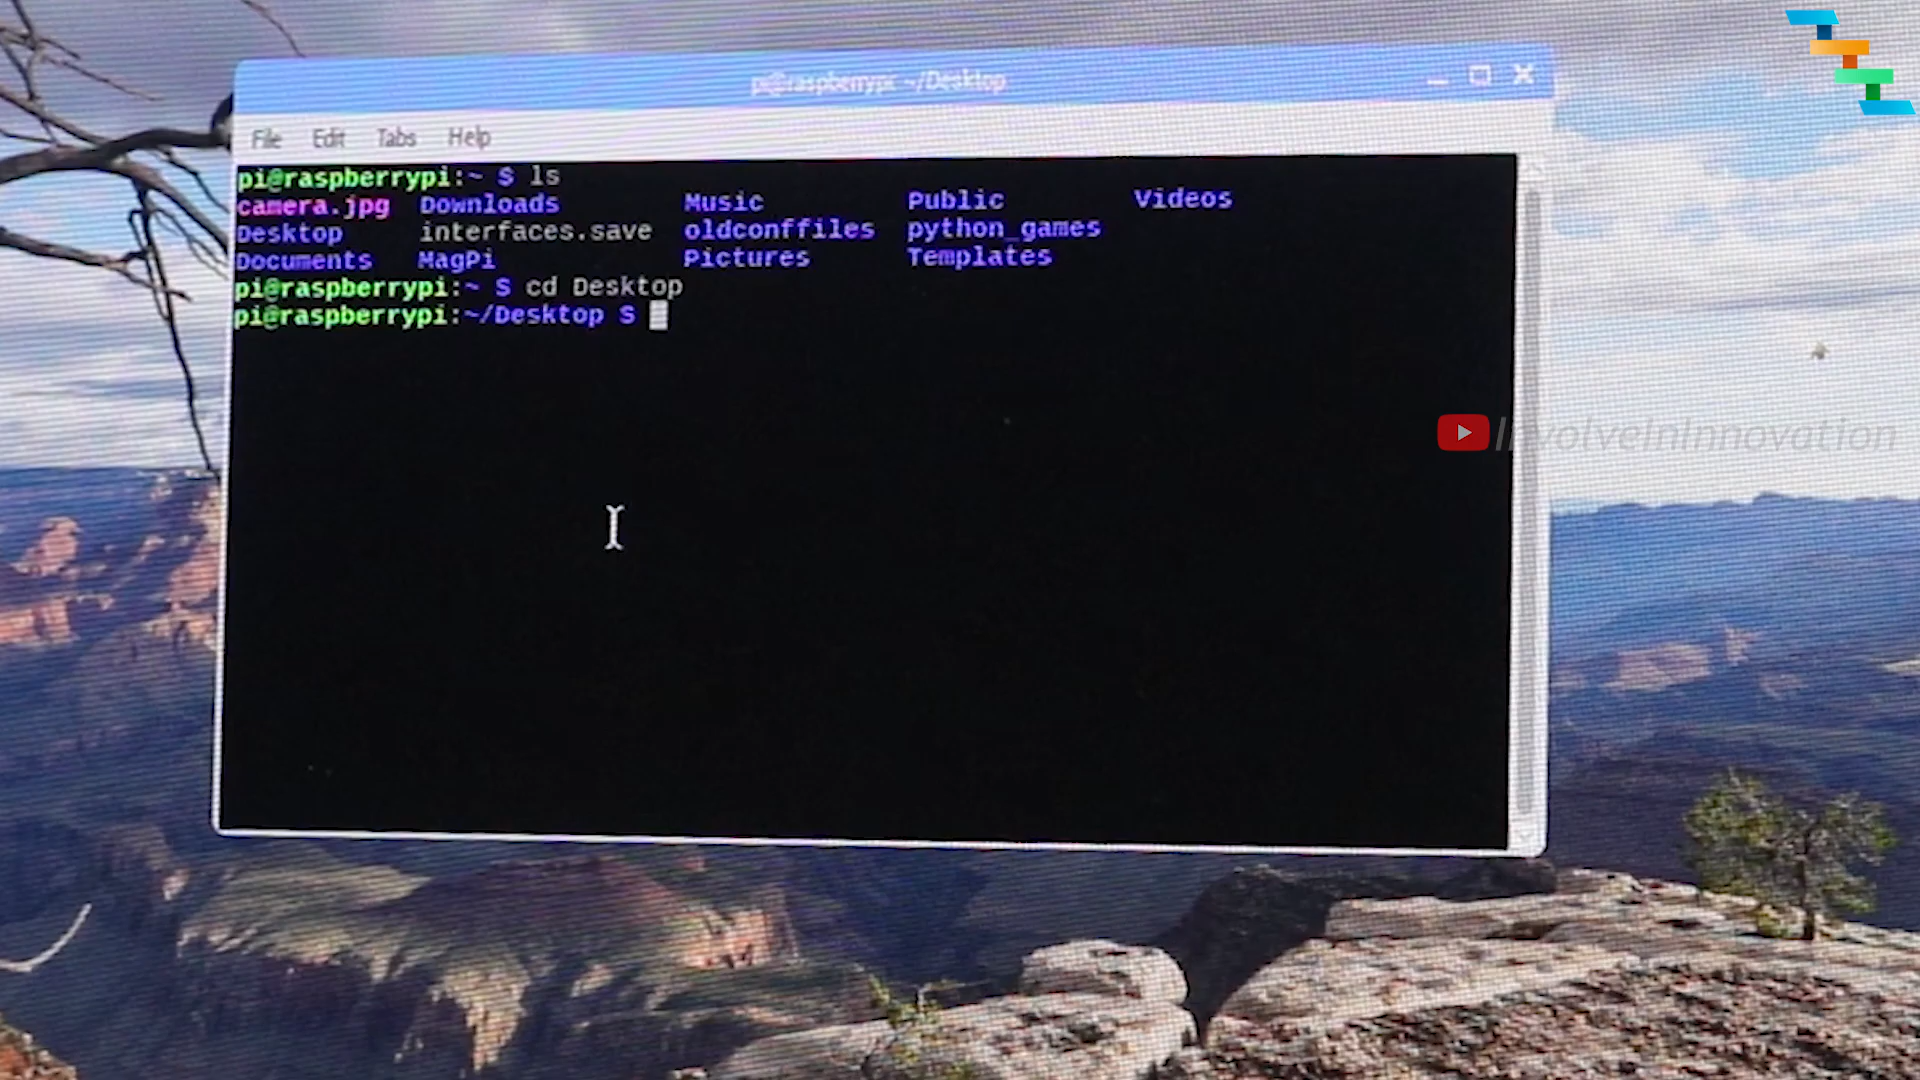 pi@raspberrypi: ~/Desktop
File Edit Tabs Help
pi@raspberrypi:~ $ ls
camera.jpg Downloads Music Public Videos
Desktop interfaces.save oldconffiles python_games
Documents MagPi Pictures Templates
pi@raspberrypi:~ $ cd Desktop
pi@raspberrypi:~/Desktop $
InvolveInInnovation